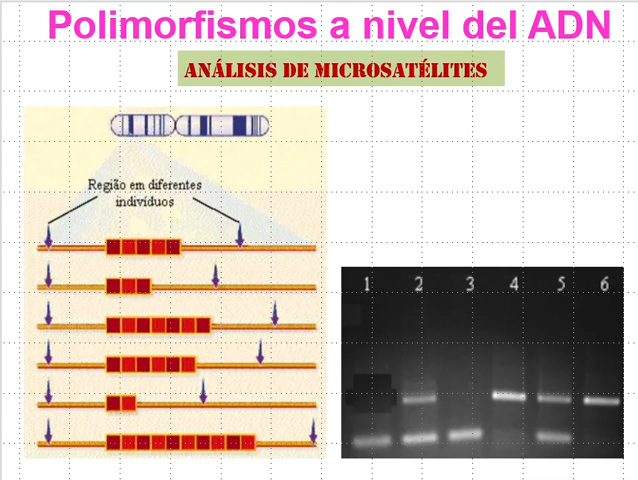 Polimorfismos a nivel del ADN
ANÁLISIS DE MICROSATÉLITES
Região em diferentes
indivíduos
1 2 3 4 5 6